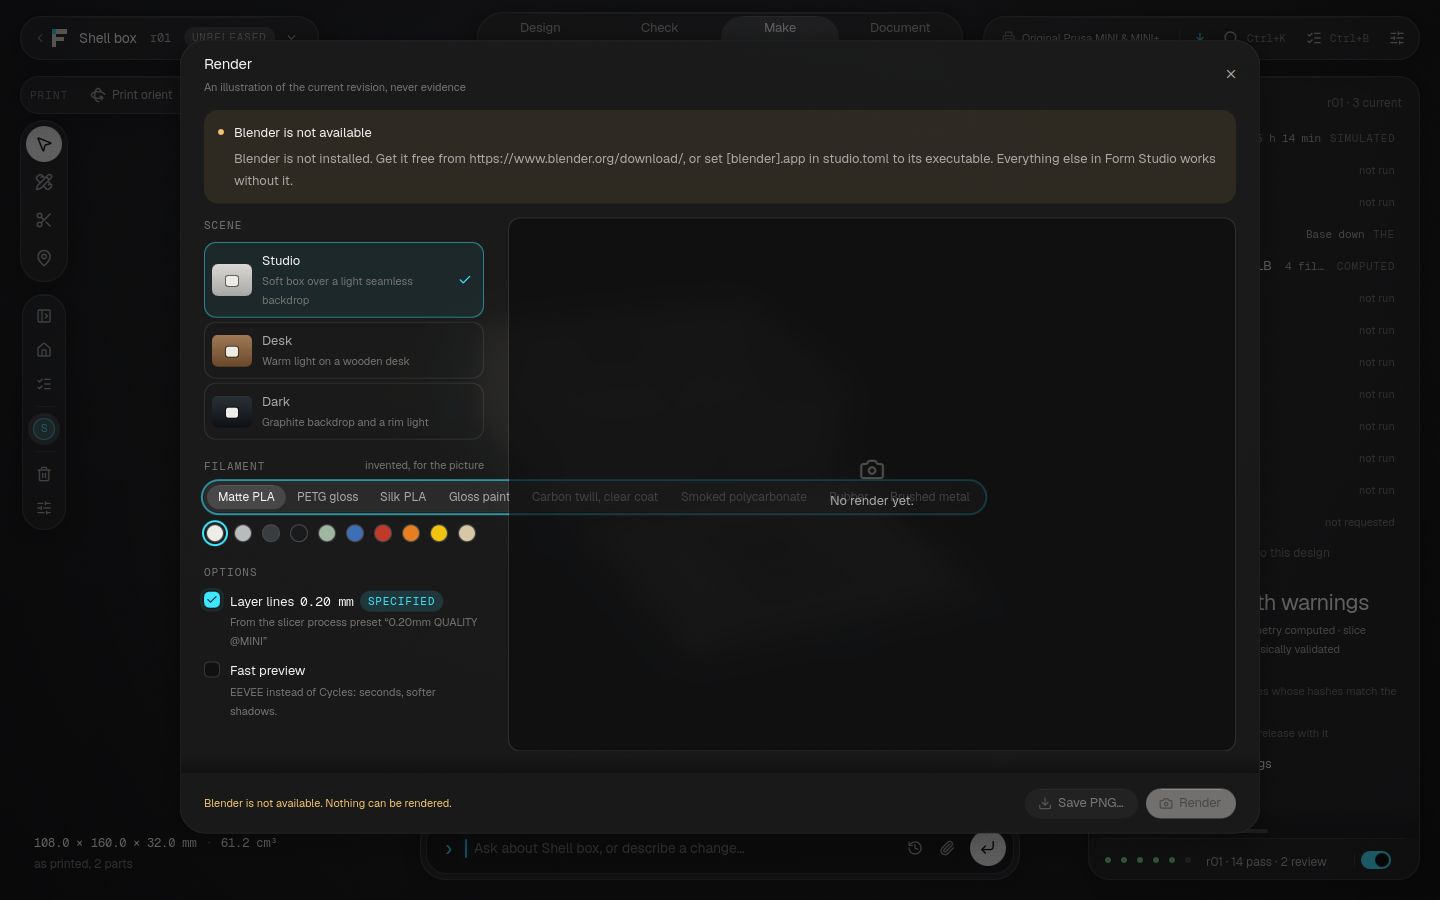 Shell box r01 UNRELEASED
Design Check Make Document
Original Prusa MINI & MINI+ Ctrl+K Ctrl+B
PRINT Print orient
Render
An illustration of the current revision, never evidence
Blender is not available
Blender is not installed. Get it free from https://www.blender.org/download/, or set [blender].app in studio.toml to its executable. Everything else in Form Studio works
without it.
SCENE
Studio
Soft box over a light seamless
backdrop
Desk
Warm light on a wooden desk
Dark
Graphite backdrop and a rim light
FILAMENT invented, for the picture
Matte PLA PETG gloss Silk PLA Gloss paint Carbon twill, clear coat Smoked polycarbonate Rubber Brushed metal
No render yet.
OPTIONS
Layer lines 0.20 mm SPECIFIED
From the slicer process preset “0.20mm QUALITY
@MINI”
Fast preview
EEVEE instead of Cycles: seconds, softer
shadows.
Blender is not available. Nothing can be rendered.
Save PNG… Render
r01 · 3 current
h 14 min SIMULATED
not run
not run
Base down THE
LB 4 fil… COMPUTED
not run
not run
not run
not run
not run
not run
not run
not requested
o this design
th warnings
etry computed · slice
sically validated
es whose hashes match the
release with it
gs
S
108.0 × 160.0 × 32.0 mm · 61.2 cm³
as printed, 2 parts
Ask about Shell box, or describe a change…
r01 · 14 pass · 2 review